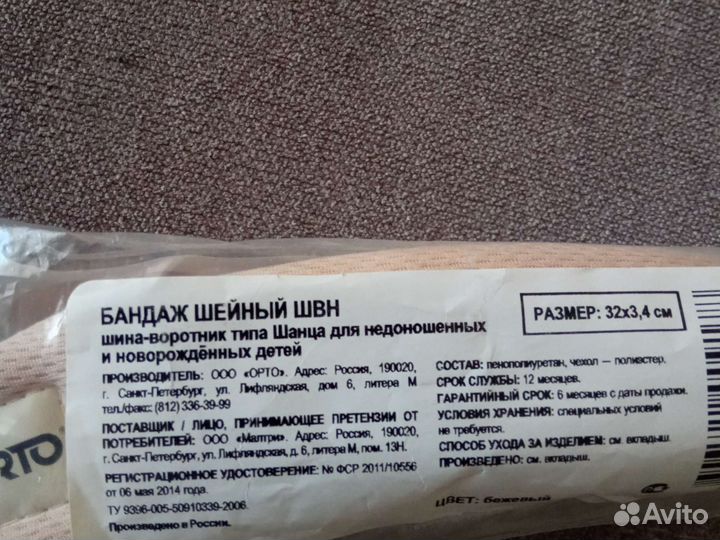 БАНДАЖ ШЕЙНЫЙ ШВН
шина-воротник типа Шанца для недоношенных
и новорождённых детей
ПРОИЗВОДИТЕЛЬ: ООО «ОРТО». Адрес: Россия, 190020,
г. Санкт-Петербург, ул. Лифляндская, дом 6, литера М
тел./факс: (812) 336-39-99
ПОСТАВЩИК / ЛИЦО, ПРИНИМАЮЩЕЕ ПРЕТЕНЗИИ ОТ
ПОТРЕБИТЕЛЕЙ: ООО «Малтри». Адрес: Россия, 190020,
г. Санкт-Петербург, ул. Лифляндская, д. 6, литера М, пом. 13Н.
РЕГИСТРАЦИОННОЕ УДОСТОВЕРЕНИЕ: № ФСР 2011/10556
от 06 мая 2014 года.
ТУ 9396-005-50910339-2006.
Произведено в России.
РАЗМЕР: 32х3,4 см
СОСТАВ: пенополиуретан, чехол — полиэстер.
СРОК СЛУЖБЫ: 12 месяцев.
ГАРАНТИЙНЫЙ СРОК: 6 месяцев с даты продажи.
УСЛОВИЯ ХРАНЕНИЯ: специальных условий
не требуется.
СПОСОБ УХОДА ЗА ИЗДЕЛИЕМ: см. вкладыш.
ПРОИЗВЕДЕНО: см. вкладыш.
ЦВЕТ: бежевый
RTO
Avito